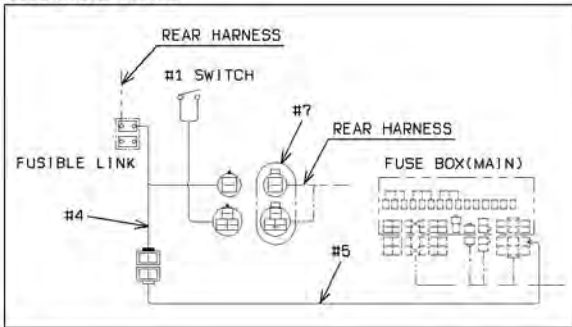 REAR HARNESS
#1 SWITCH
#7
REAR HARNESS
FUSIBLE LINK
FUSE BOX(MAIN)
#4
#5